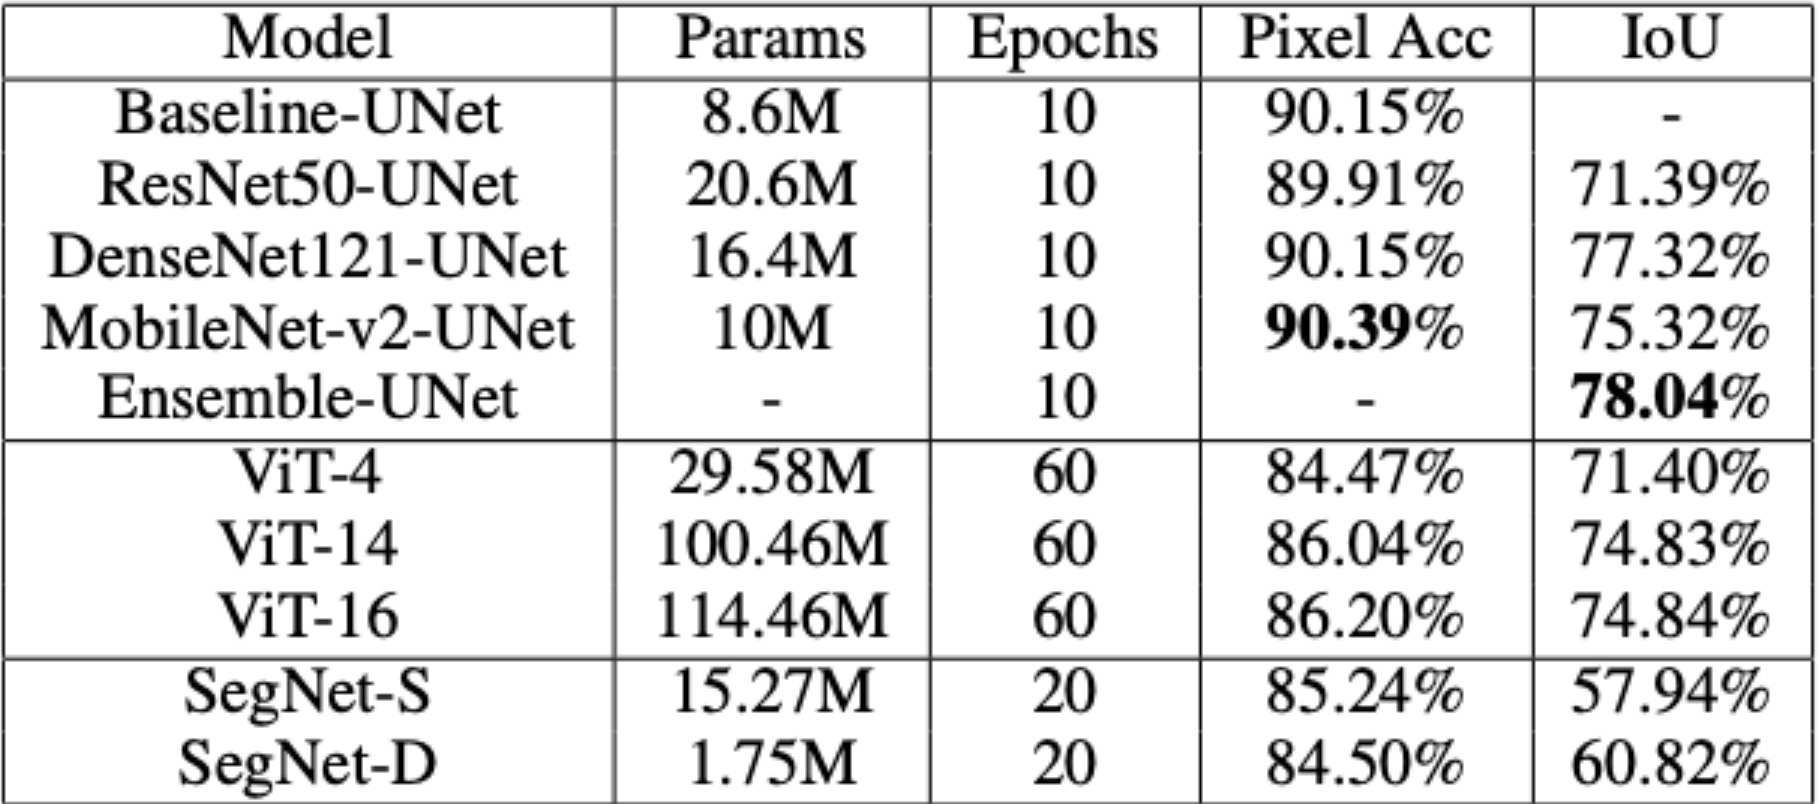 Model Params Epochs Pixel Acc IoU
Baseline-UNet 8.6M 10 90.15% -
ResNet50-UNet 20.6M 10 89.91% 71.39%
DenseNet121-UNet 16.4M 10 90.15% 77.32%
MobileNet-v2-UNet 10M 10 90.39% 75.32%
Ensemble-UNet - 10 - 78.04%
ViT-4 29.58M 60 84.47% 71.40%
ViT-14 100.46M 60 86.04% 74.83%
ViT-16 114.46M 60 86.20% 74.84%
SegNet-S 15.27M 20 85.24% 57.94%
SegNet-D 1.75M 20 84.50% 60.82%